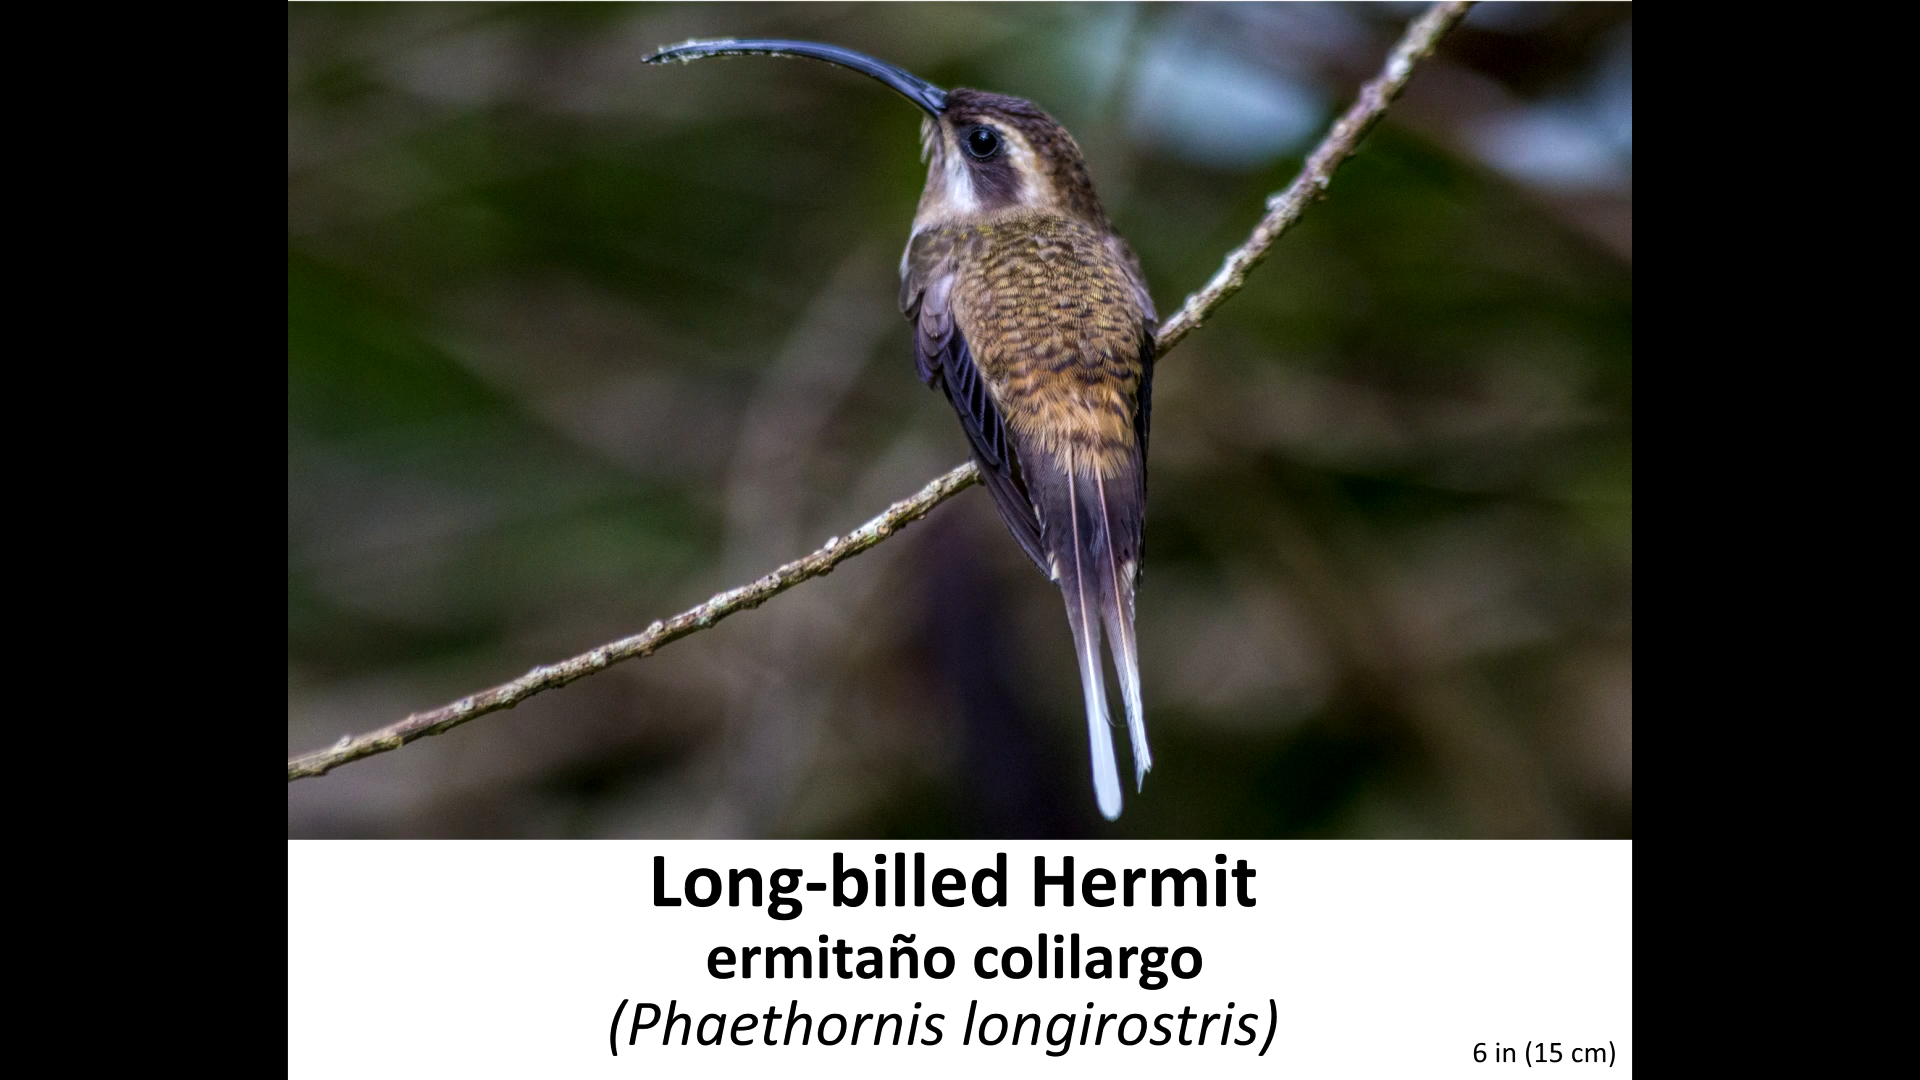 Long-billed Hermit
ermitaño colilargo
(Phaethornis longirostris)
6 in (15 cm)